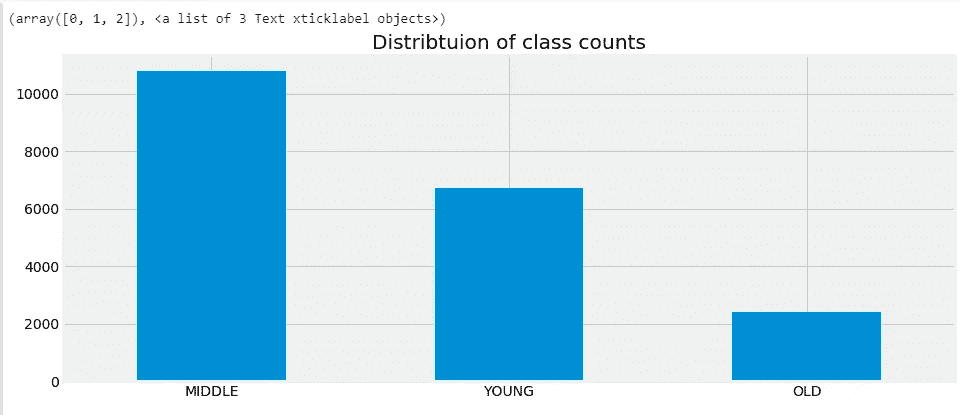 (array([0, 1, 2]), <a list of 3 Text xticklabel objects>)
Distribtuion of class counts
10000
8000
6000
4000
2000
0
MIDDLE YOUNG OLD